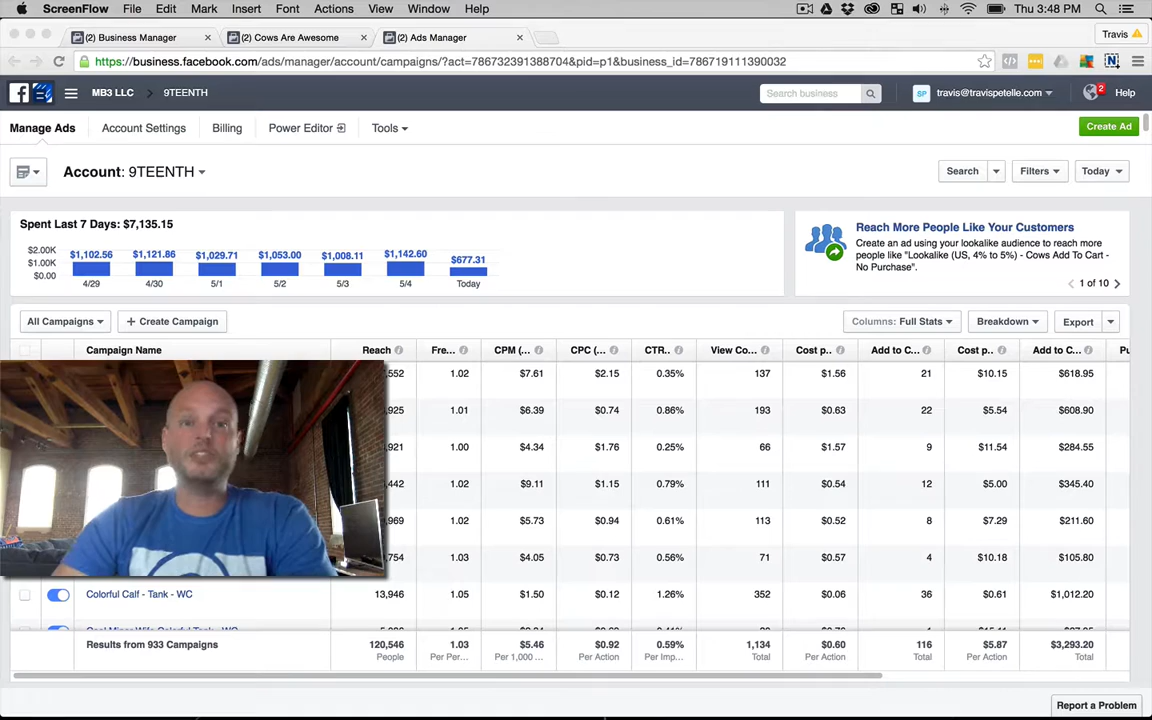 ScreenFlow File Edit Mark Insert Font Actions View Window Help Thu 3:48 PM
(2) Business Manager × (2) Cows Are Awesome × (2) Ads Manager × Travis
https://business.facebook.com/ads/manager/account/campaigns/?act=786732391388704&pid=p1&business_id=786719111390032
MB3 LLC > 9TEENTH Search business SP travis@travispetelle.com 2 Help
Manage Ads Account Settings Billing Power Editor Tools Create Ad
Account: 9TEENTH Search Filters Today
Spent Last 7 Days: $7,135.15
$2.00K
$1.00K
$0.00
$1,102.56 $1,121.86 $1,029.71 $1,053.00 $1,008.11 $1,142.60 $677.31
4/29 4/30 5/1 5/2 5/3 5/4 Today
Reach More People Like Your Customers
Create an ad using your lookalike audience to reach more
people like "Lookalike (US, 4% to 5%) - Cows Add To Cart -
No Purchase".
1 of 10
All Campaigns + Create Campaign Columns: Full Stats Breakdown Export
Campaign Name Reach Fre... CPM (... CPC (... CTR.. View Co... Cost p.. Add to C... Cost p.. Add to C... Pu
552 1.02 $7.61 $2.15 0.35% 137 $1.56 21 $10.15 $618.95
925 1.01 $6.39 $0.74 0.86% 193 $0.63 22 $5.54 $608.90
921 1.00 $4.34 $1.76 0.25% 66 $1.57 9 $11.54 $284.55
442 1.02 $9.11 $1.15 0.79% 111 $0.54 12 $5.00 $345.40
969 1.02 $5.73 $0.94 0.61% 113 $0.52 8 $7.29 $211.60
754 1.03 $4.05 $0.73 0.56% 71 $0.57 4 $10.18 $105.80
Colorful Calf - Tank - WC 13,946 1.05 $1.50 $0.12 1.26% 352 $0.06 36 $0.61 $1,012.20
Results from 933 Campaigns 120,546 1.03 $5.46 $0.92 0.59% 1,134 $0.60 116 $5.87 $3,293.20
People Per Per... Per 1,000 ... Per Action Per Imp... Total Per Action Total Per Action Total
Report a Problem